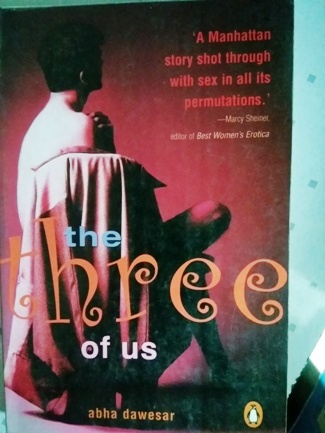 'A Manhattan
story shot through
with sex in all its
permutations.'
—Marcy Sheiner,
editor of Best Women's Erotica
the
three
of us
abha dawesar